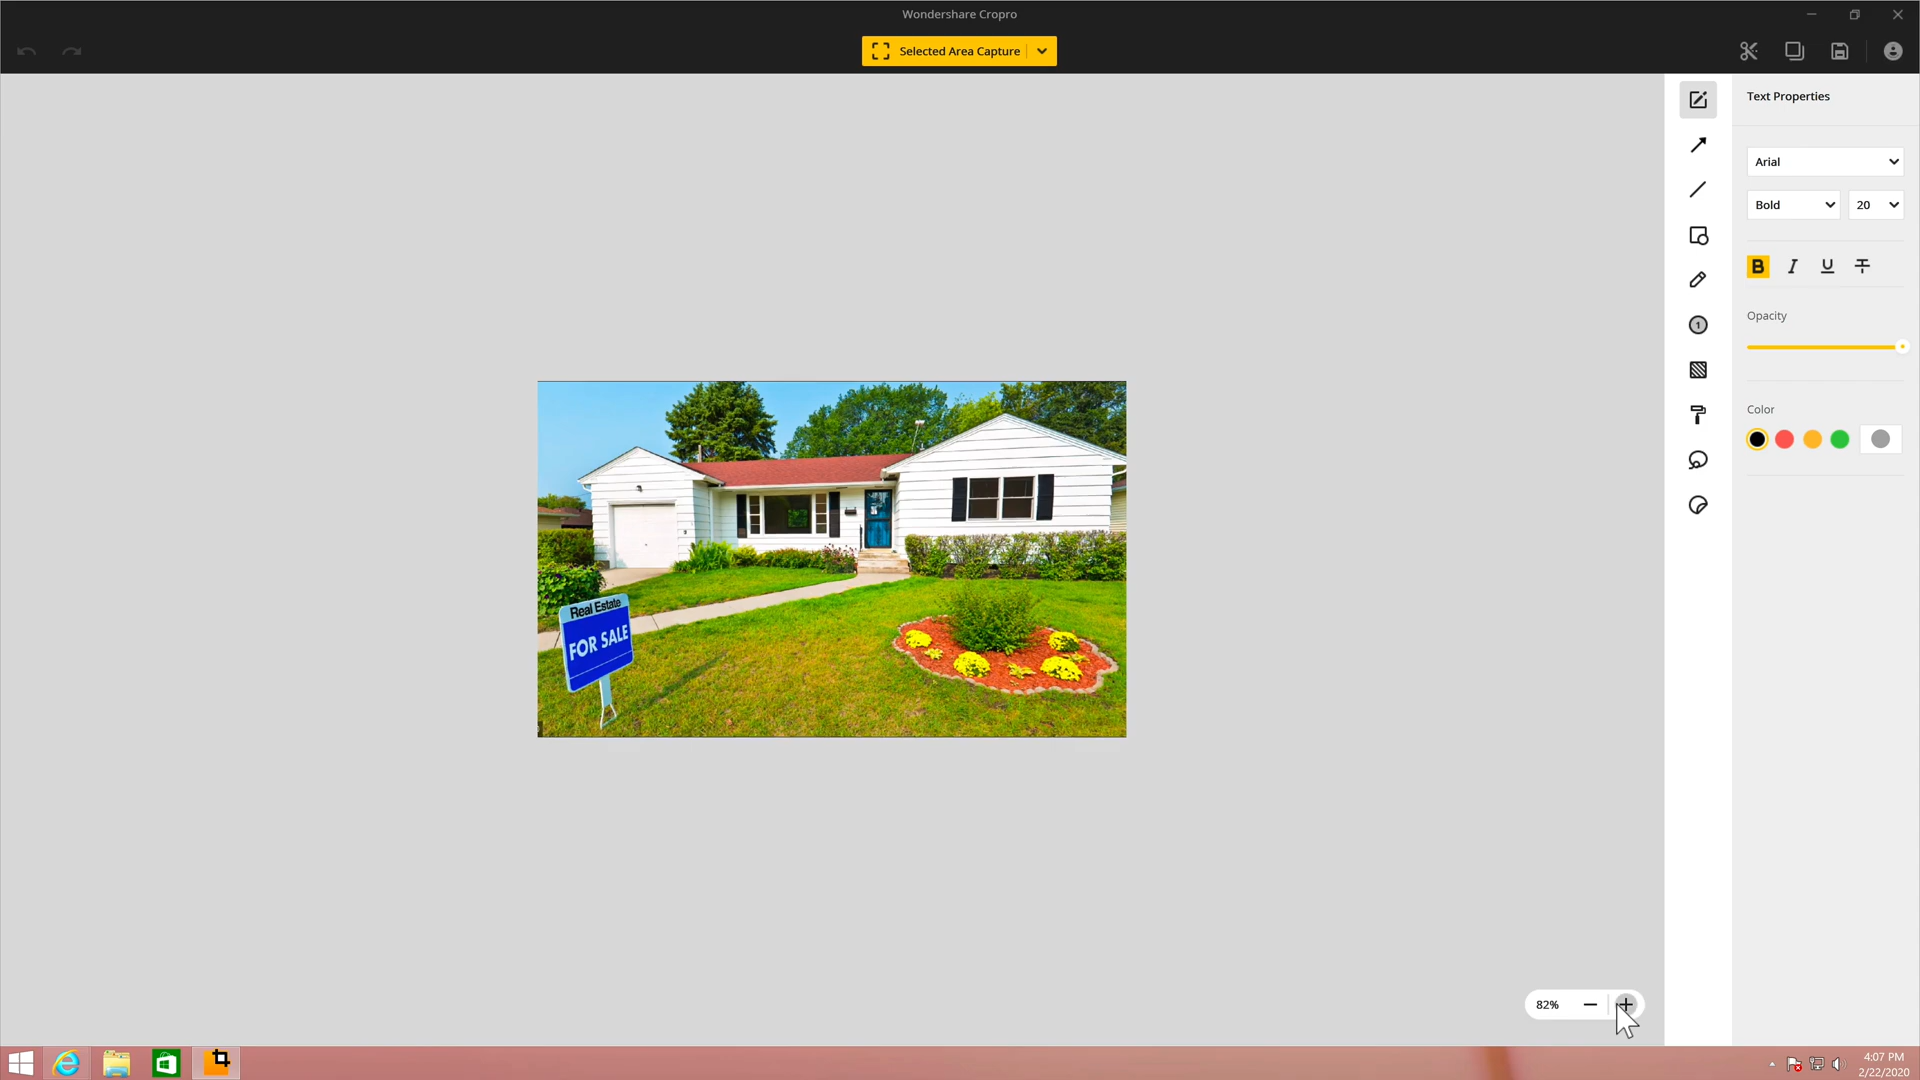 Wondershare Cropro
Selected Area Capture
Text Properties
Arial
Bold 20
B I U T
Opacity
Color
1
Real Estate
FOR SALE
82%
4:07 PM
2/22/2020